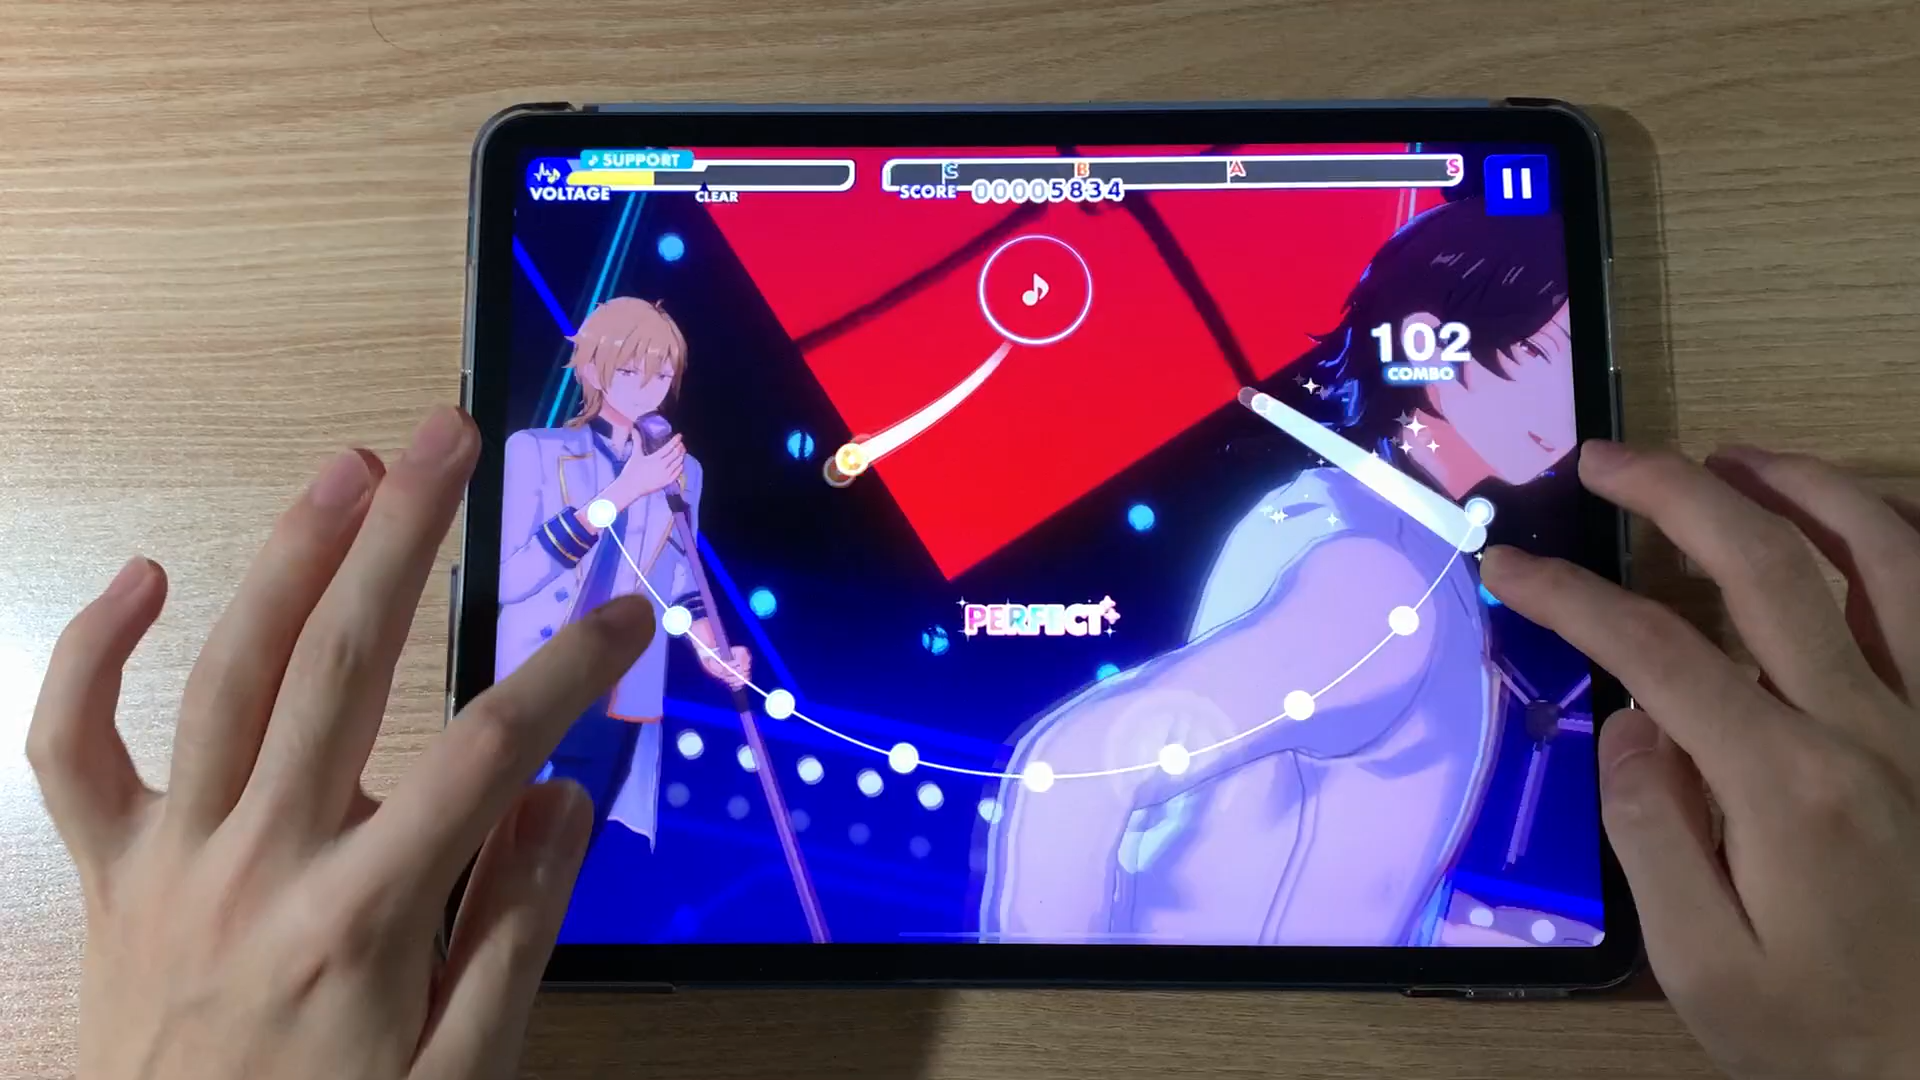 SUPPORT
VOLTAGE
CLEAR
C
B
A
S
SCORE 00005834
102
COMBO
PERFECT+